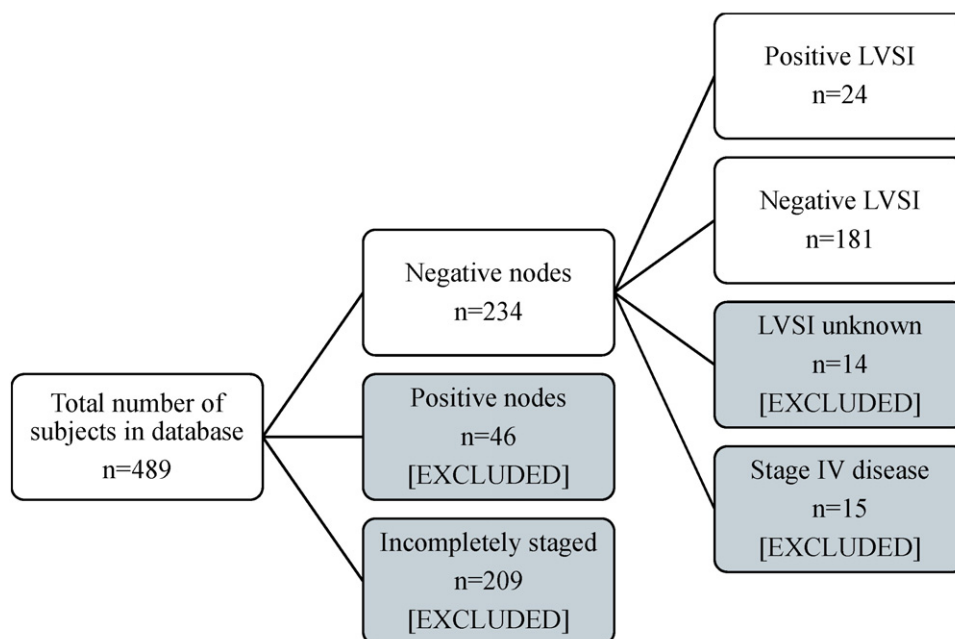 Total number of
subjects in database
n=489
Negative nodes
n=234
Positive nodes
n=46
[EXCLUDED]
Incompletely staged
n=209
[EXCLUDED]
Positive LVSI
n=24
Negative LVSI
n=181
LVSI unknown
n=14
[EXCLUDED]
Stage IV disease
n=15
[EXCLUDED]